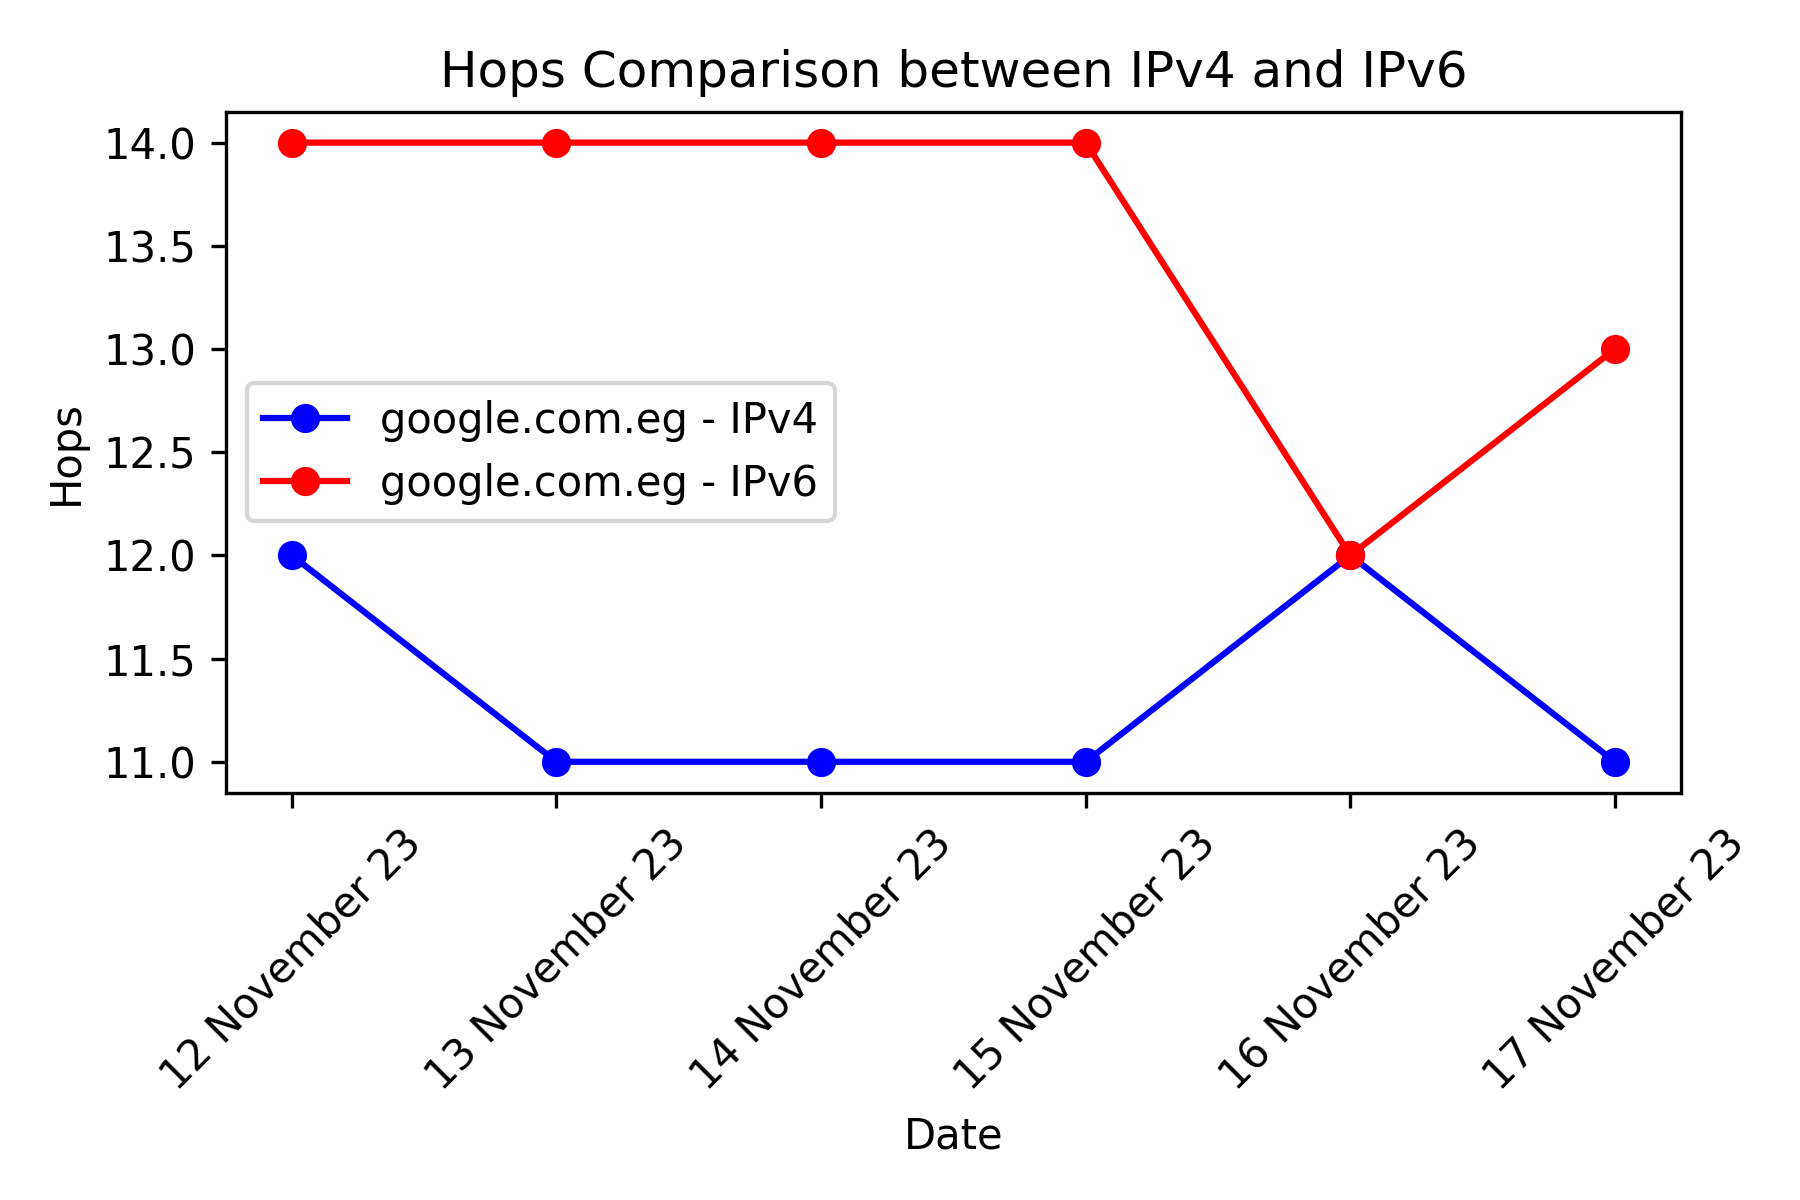 Hops Comparison between IPv4 and IPv6
Hops
14.0
13.5
13.0
12.5
12.0
11.5
11.0
google.com.eg - IPv4
google.com.eg - IPv6
12 November 23
13 November 23
14 November 23
15 November 23
16 November 23
17 November 23
Date